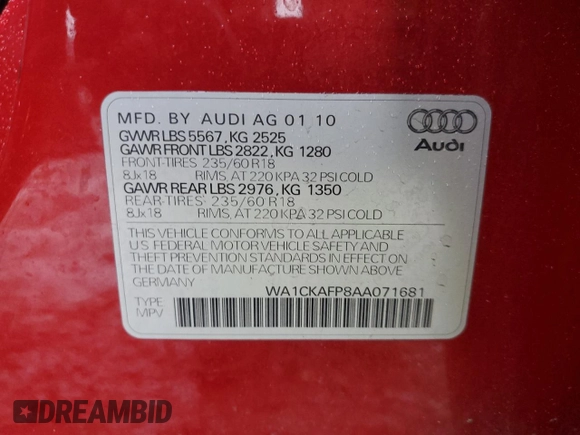 MFD. BY AUDI AG 01 10
GVWR LBS 5567, KG 2525
GAWR FRONT LBS 2822, KG 1280
FRONT-TIRES 235/60 R18
8Jx18 RIMS, AT 220 KPA 32 PSI COLD
GAWR REAR LBS 2976, KG 1350
REAR-TIRES 235/60 R18
8Jx18 RIMS, AT 220 KPA 32 PSI COLD
Audi
THIS VEHICLE CONFORMS TO ALL APPLICABLE
U S FEDERAL MOTOR VEHICLE SAFETY AND
THEFT PREVENTION STANDARDS IN EFFECT ON
THE DATE OF MANUFACTURE SHOWN ABOVE
GERMANY
WA1CKAFP8AA071681
TYPE
MPV
DREAMBID